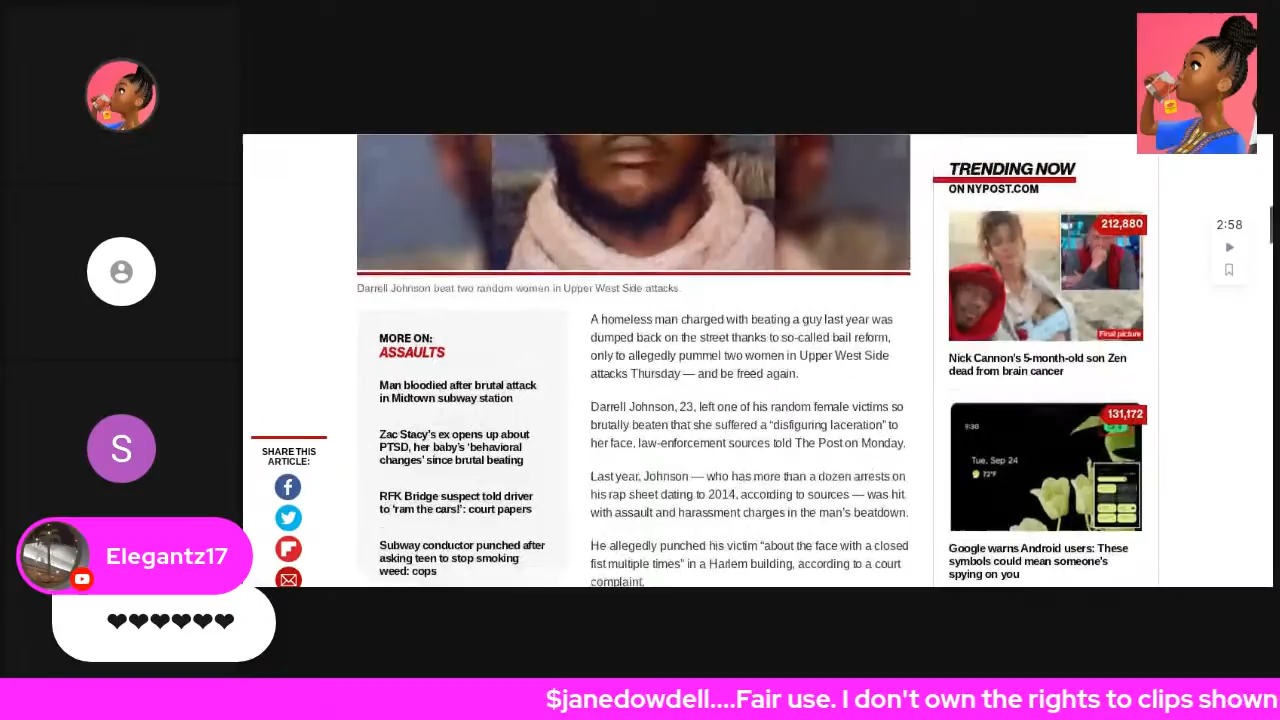 TRENDING NOW
ON NYPOST.COM
212,880
Final picture
Nick Cannon's 5-month-old son Zen
dead from brain cancer
131,172
9:30
Tue, Sep 24
72°F
Google warns Android users: These
symbols could mean someone's
spying on you
2:58
Darrell Johnson beat two random women in Upper West Side attacks.
MORE ON:
ASSAULTS
Man bloodied after brutal attack
in Midtown subway station
Zac Stacy's ex opens up about
PTSD, her baby's 'behavioral
changes' since brutal beating
RFK Bridge suspect told driver
to 'ram the cars!': court papers
Subway conductor punched after
asking teen to stop smoking
weed: cops
A homeless man charged with beating a guy last year was
dumped back on the street thanks to so-called bail reform,
only to allegedly pummel two women in Upper West Side
attacks Thursday — and be freed again.
Darrell Johnson, 23, left one of his random female victims so
brutally beaten that she suffered a “disfiguring laceration” to
her face, law-enforcement sources told The Post on Monday.
Last year, Johnson — who has more than a dozen arrests on
his rap sheet dating to 2014, according to sources — was hit
with assault and harassment charges in the man's beatdown.
He allegedly punched his victim “about the face with a closed
fist multiple times” in a Harlem building, according to a court
complaint.
SHARE THIS
ARTICLE:
S
Elegantz17
❤❤❤❤❤❤
$janedowdell....Fair use. I don't own the rights to clips shown